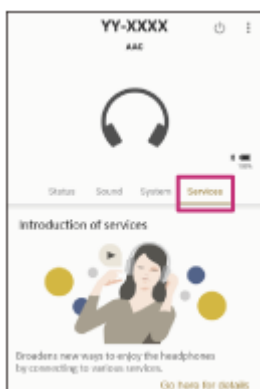 YY-XXXX
AAC
100%
Status Sound System Services
Introduction of services
Broadens new ways to enjoy the headphones
by connecting to various services.
Go here for details